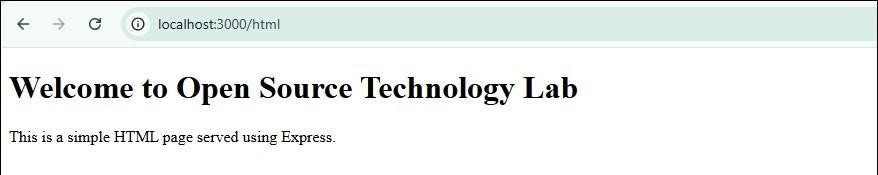 localhost:3000/html
Welcome to Open Source Technology Lab
This is a simple HTML page served using Express.